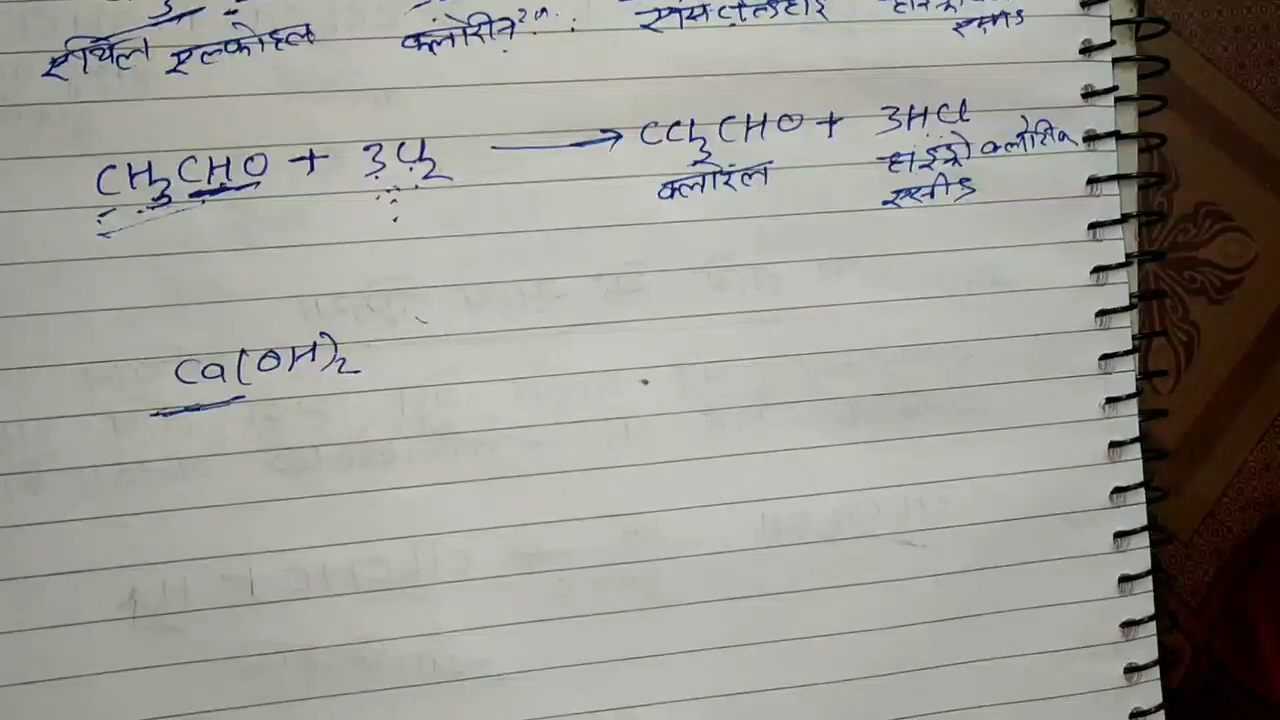 एथिल एल्कोहल क्लोरीन
CH3CHO + 3Cl2 ⟶ CCl3CHO + 3HCl
क्लोरल हाइड्रो क्लोरिक
एसीड
Ca(OH)2